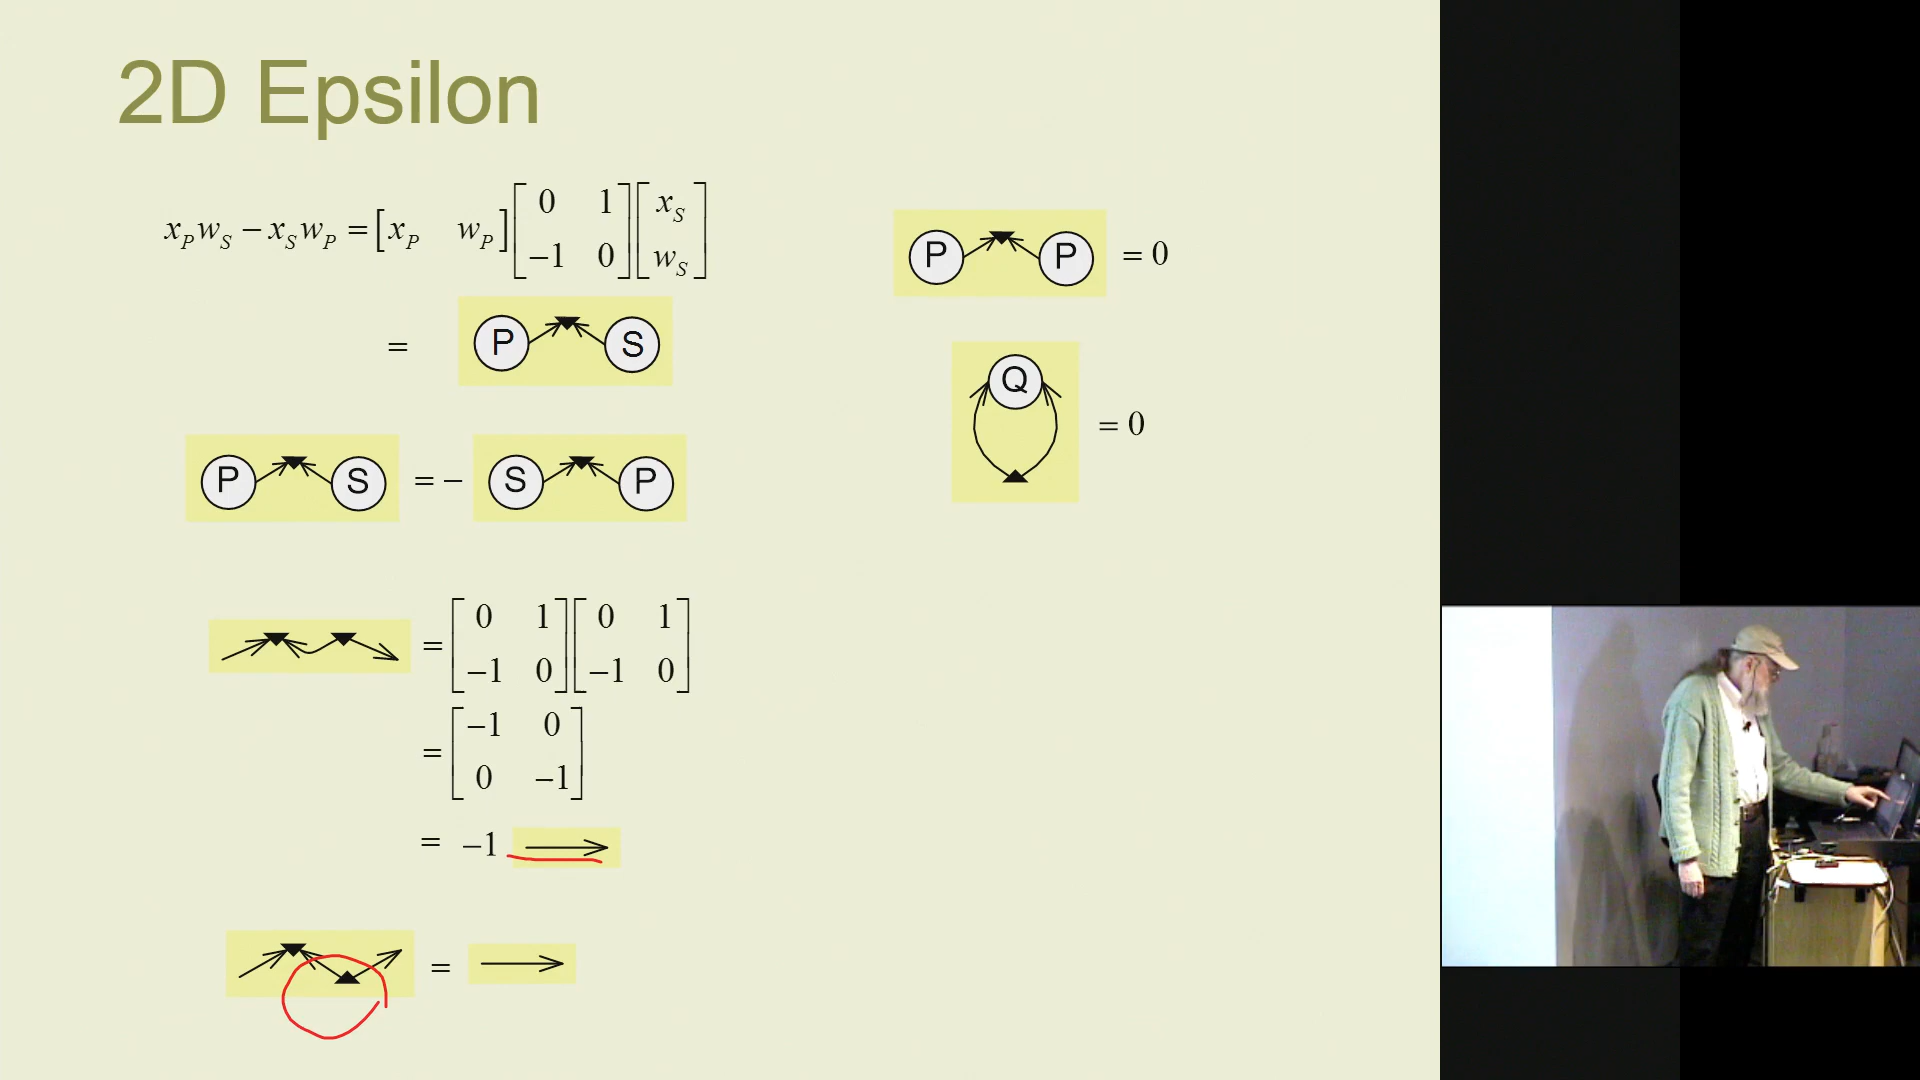 2D Epsilon
x_P w_S − x_S w_P = [x_P w_P] [0 1; −1 0] [x_S; w_S]
= P S
P S = − S P
= [0 1; −1 0] [0 1; −1 0]
= [−1 0; 0 −1]
= −1
=
P P = 0
Q = 0